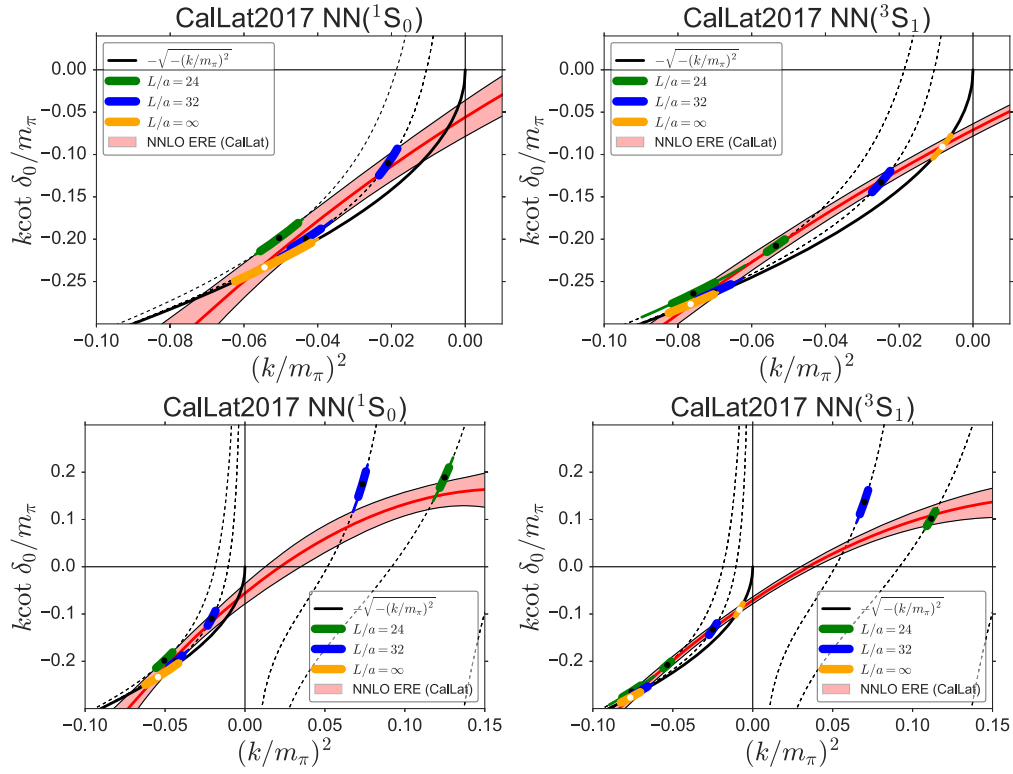 CalLat2017 NN(¹S₀)
kcot δ₀/m_π
0.00
−0.05
−0.10
−0.15
−0.20
−0.25
−√−(k/m_π)²
L/a = 24
L/a = 32
L/a = ∞
NNLO ERE (CalLat)
−0.10 −0.08 −0.06 −0.04 −0.02 0.00
(k/m_π)²
CalLat2017 NN(³S₁)
kcot δ₀/m_π
0.00
−0.05
−0.10
−0.15
−0.20
−0.25
−√−(k/m_π)²
L/a = 24
L/a = 32
L/a = ∞
NNLO ERE (CalLat)
−0.10 −0.08 −0.06 −0.04 −0.02 0.00
(k/m_π)²
CalLat2017 NN(¹S₀)
kcot δ₀/m_π
0.2
0.1
0.0
−0.1
−0.2
−√−(k/m_π)²
L/a = 24
L/a = 32
L/a = ∞
NNLO ERE (CalLat)
−0.10 −0.05 0.00 0.05 0.10 0.15
(k/m_π)²
CalLat2017 NN(³S₁)
kcot δ₀/m_π
0.2
0.1
0.0
−0.1
−0.2
−√−(k/m_π)²
L/a = 24
L/a = 32
L/a = ∞
NNLO ERE (CalLat)
−0.10 −0.05 0.00 0.05 0.10 0.15
(k/m_π)²